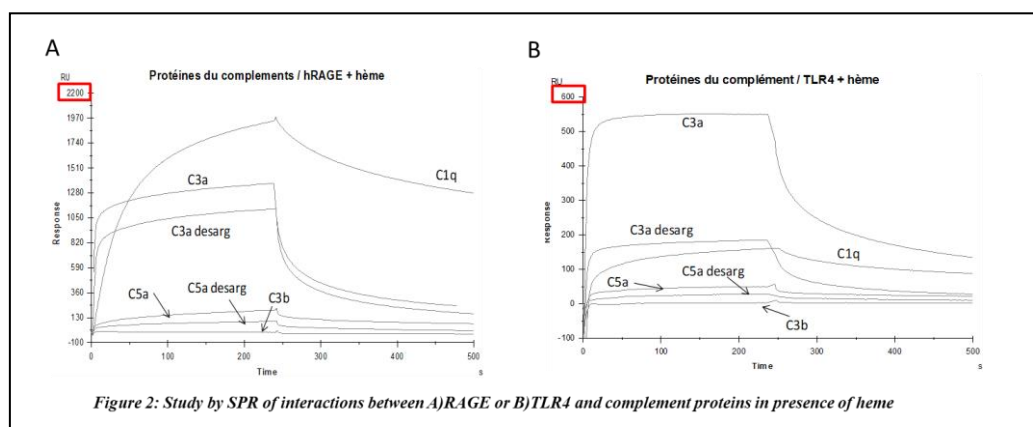 A
Protéines du complements / hRAGE + hème
RU
2200
1970
1740
1510
1280
1050
820
590
360
130
-100
Response
C3a
C3a desarg
C1q
C5a
C5a desarg
C3b
0
100
200
300
400
500
Time
s
B
Protéines du complément / TLR4 + hème
RU
600
500
400
300
200
100
0
-100
Response
C3a
C3a desarg
C1q
C5a
C5a desarg
C3b
0
100
200
300
400
500
Time
s
Figure 2: Study by SPR of interactions between A)RAGE or B)TLR4 and complement proteins in presence of heme